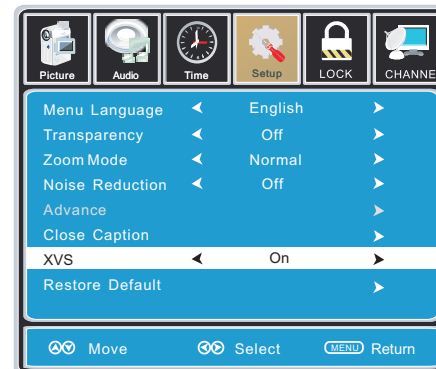 Picture Audio Time Setup LOCK CHANNE
Menu Language English
Transparency Off
Zoom Mode Normal
Noise Reduction Off
Advance
Close Caption
XVS On
Restore Default
Move Select MENU Return